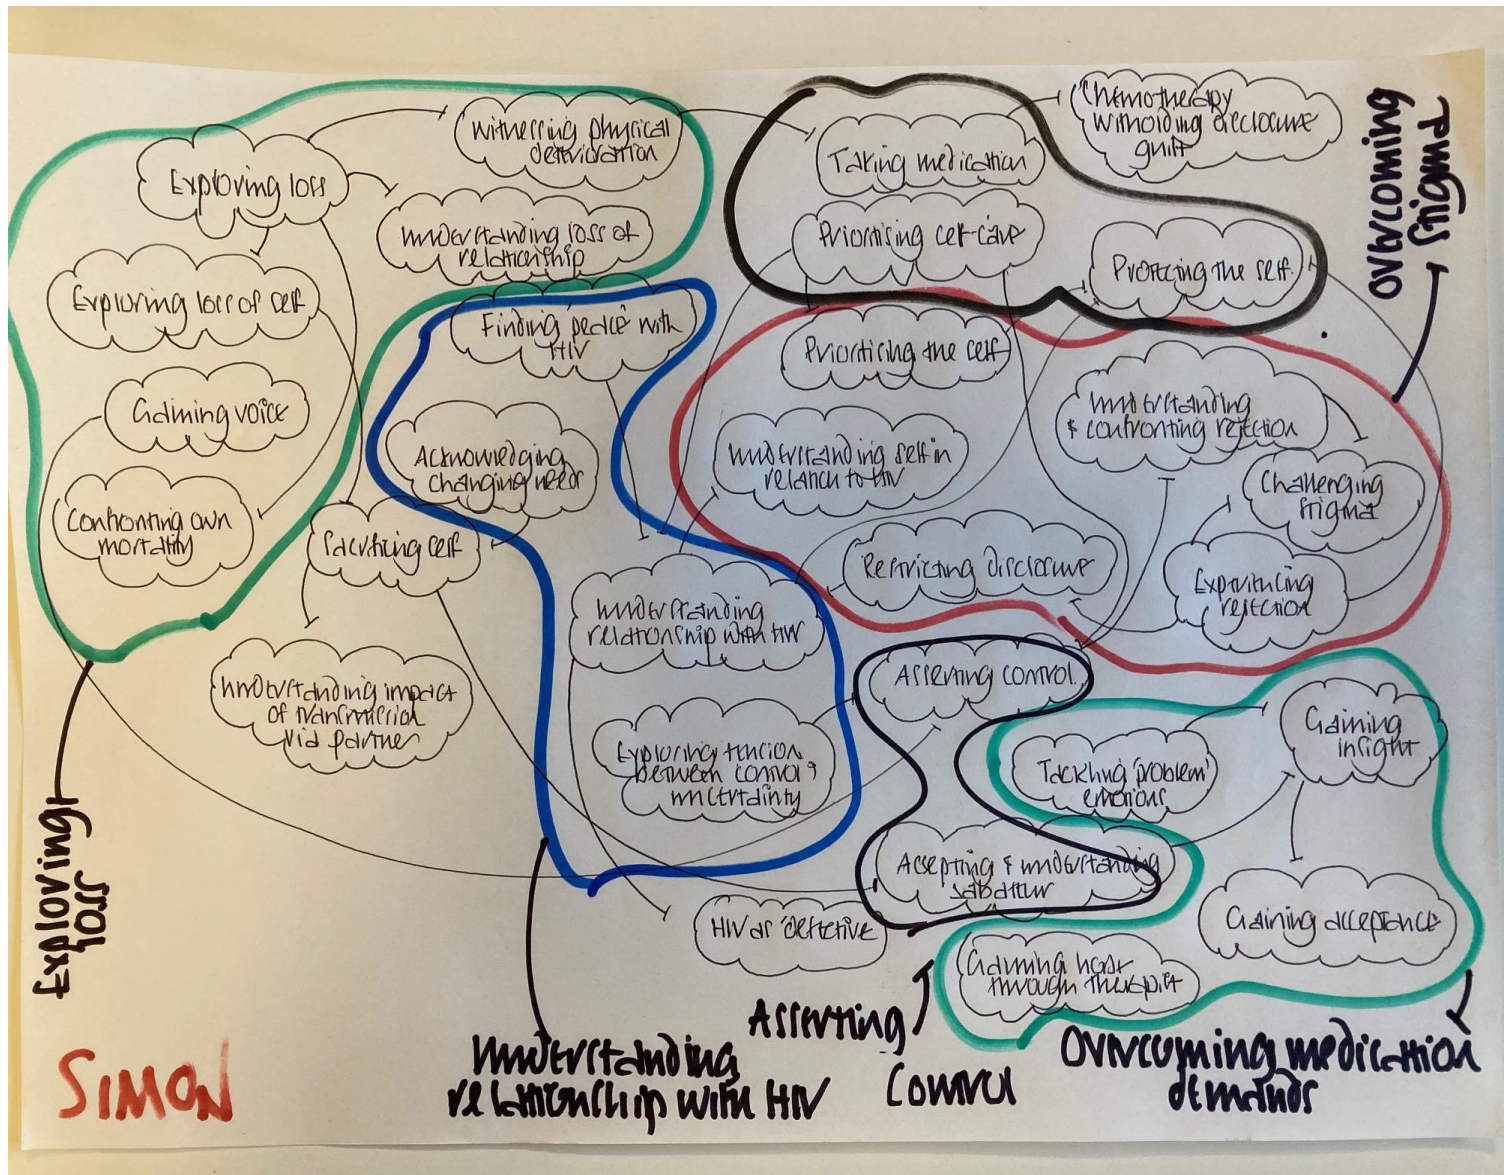 Witnessing physical
deterioration
Exploring loss
Understanding loss of
relationship
Exploring loss of self
Gaining voice
Confronting own
mortality
Finding peace with
HIV
Acknowledging
changing needs
Sacrificing self
Understanding impact
of transmission
via partner
Understanding
relationship with HIV
Exploring tension
between control &
uncertainty
HIV as
Taking medication
Prioritising self-care
Chemotherapy
witholding disclosure
guilt
Protecting the self
Prioritising the self
Understanding self in
relation to HIV
Understanding
& confronting rejection
Challenging
stigma
Restricting disclosure
Experiencing
rejection
Asserting control
Tackling 'problem'
emotions
Gaining
insight
Accepting & understanding
Gaining acceptance
Gaining
through therapist
Overcoming
stigma
Exploring
loss
Understanding
relationship with HIV
Asserting
Control
Overcoming medication
demands
SIMON